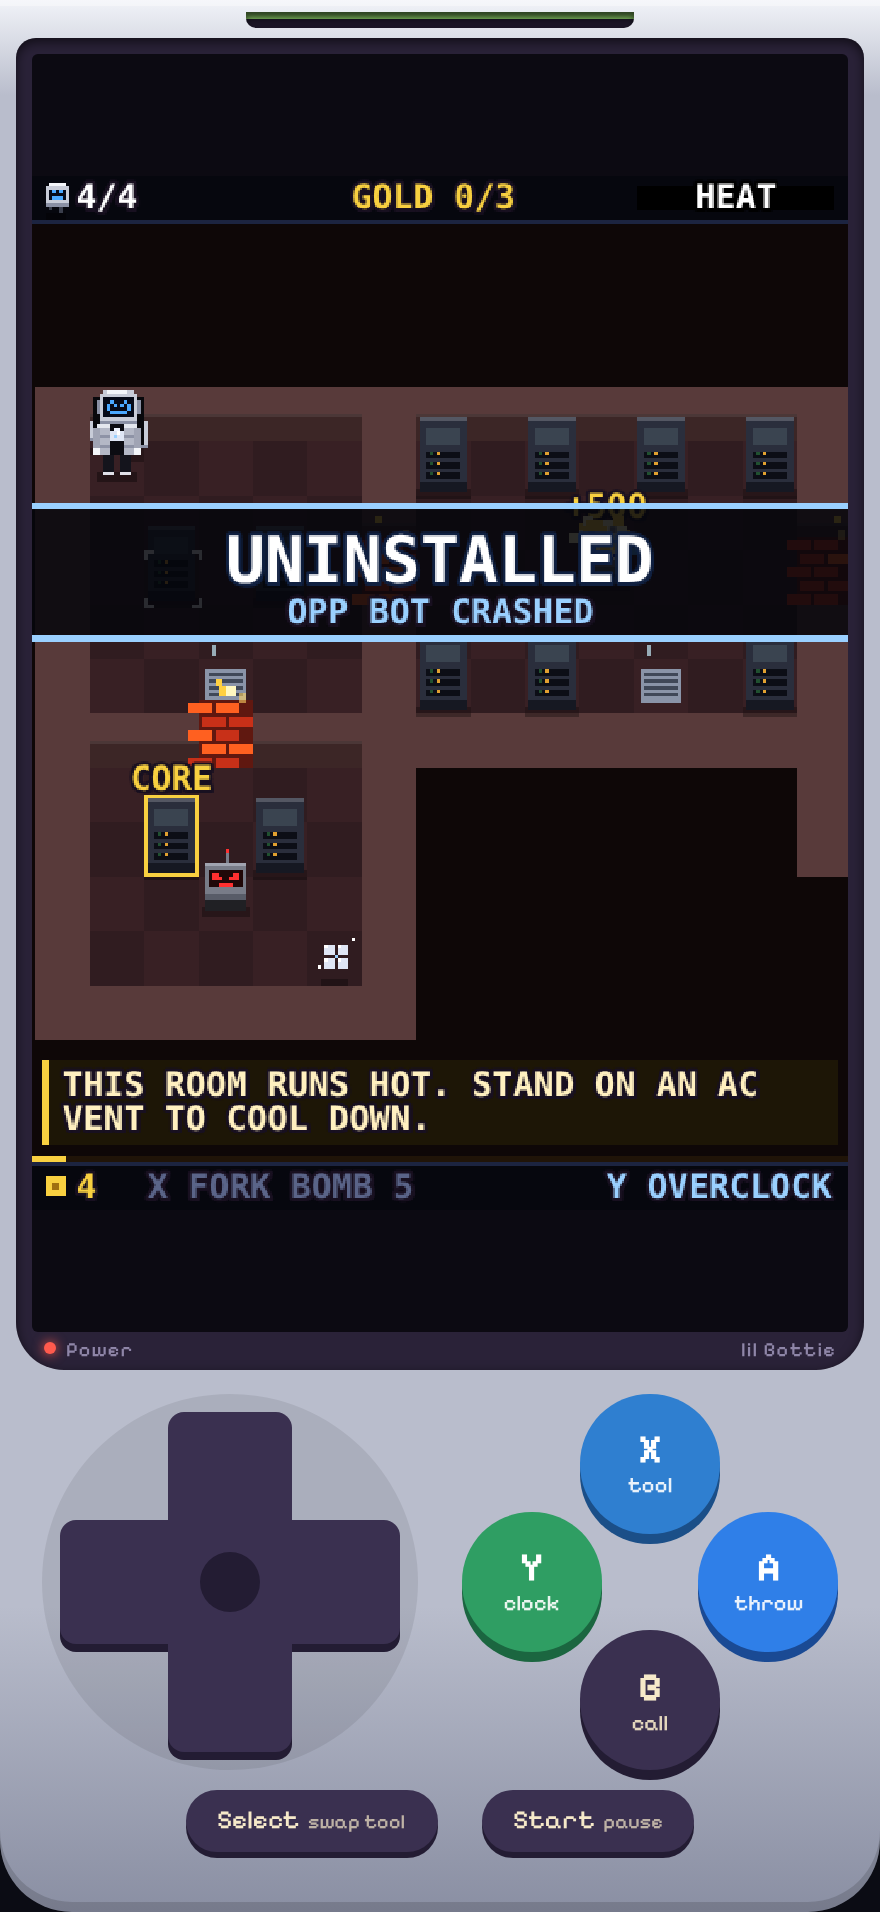 4/4 GOLD 0/3 HEAT
+500
UNINSTALLED
OPP BOT CRASHED
CORE
THIS ROOM RUNS HOT. STAND ON AN AC
VENT TO COOL DOWN.
4 X FORK BOMB 5 Y OVERCLOCK
Power lil Bottie
X
tool
Y
clock
A
throw
B
call
Select swap tool
Start pause